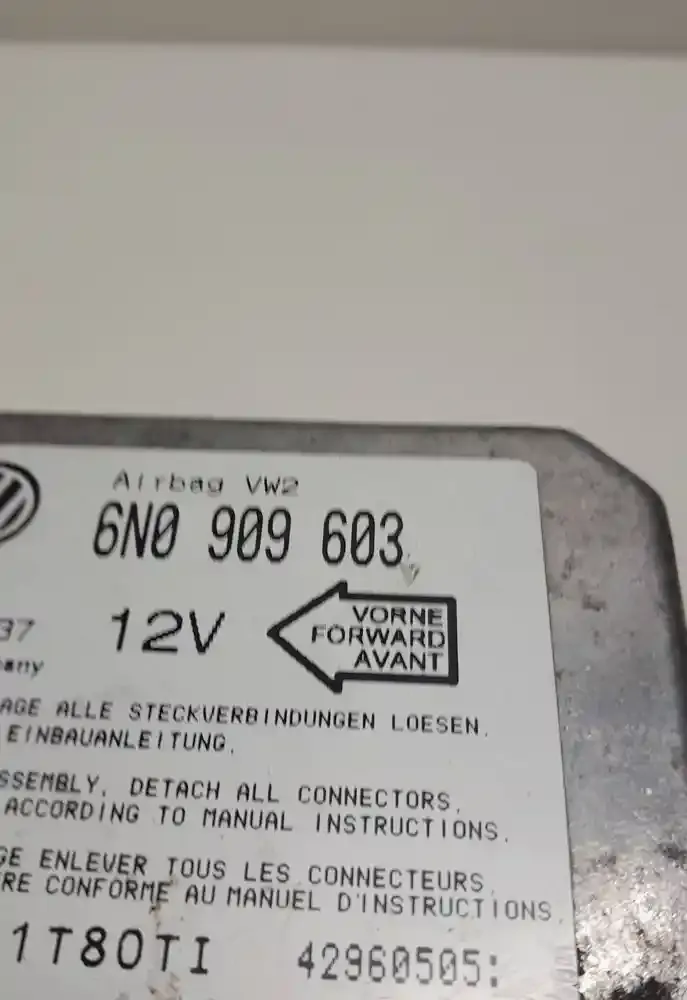 Airbag VW2
6N0 909 603
37 12V
VORNE
FORWARD
AVANT
any
AGE ALLE STECKVERBINDUNGEN LOESEN.
EINBAUANLEITUNG.
SSEMBLY, DETACH ALL CONNECTORS,
ACCORDING TO MANUAL INSTRUCTIONS.
GE ENLEVER TOUS LES CONNECTEURS,
RE CONFORME AU MANUEL D'INSTRUCTIONS.
1T80TI 42960505: